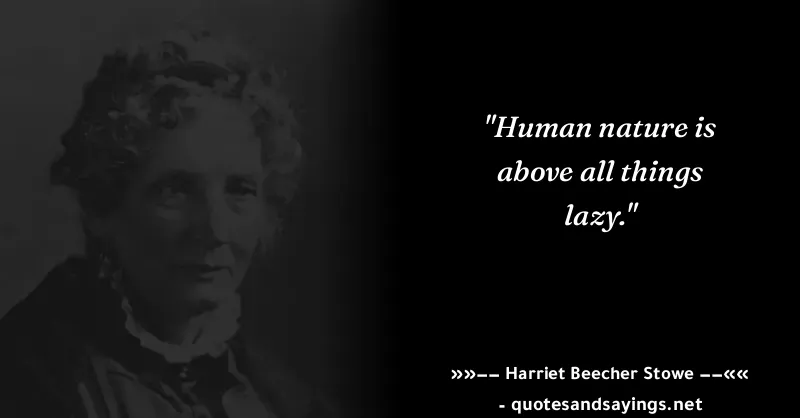 "Human nature is
above all things
lazy."
»»−− Harriet Beecher Stowe −−««
- quotesandsayings.net